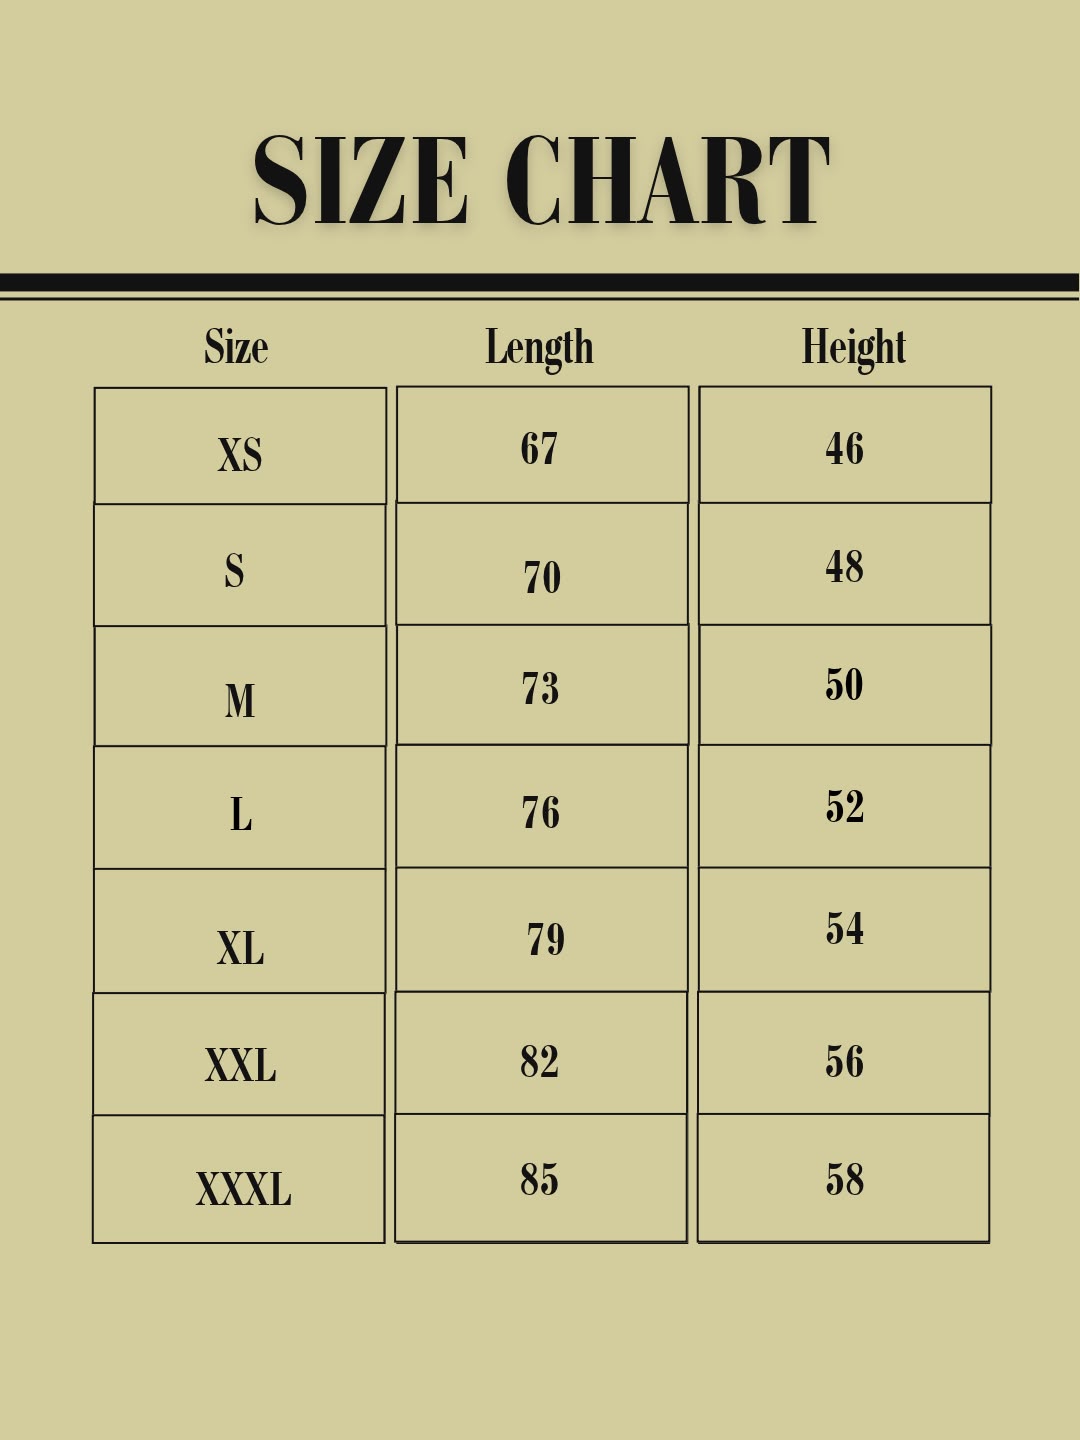 SIZE CHART
Size Length Height
XS 67 46
S 70 48
M 73 50
L 76 52
XL 79 54
XXL 82 56
XXXL 85 58